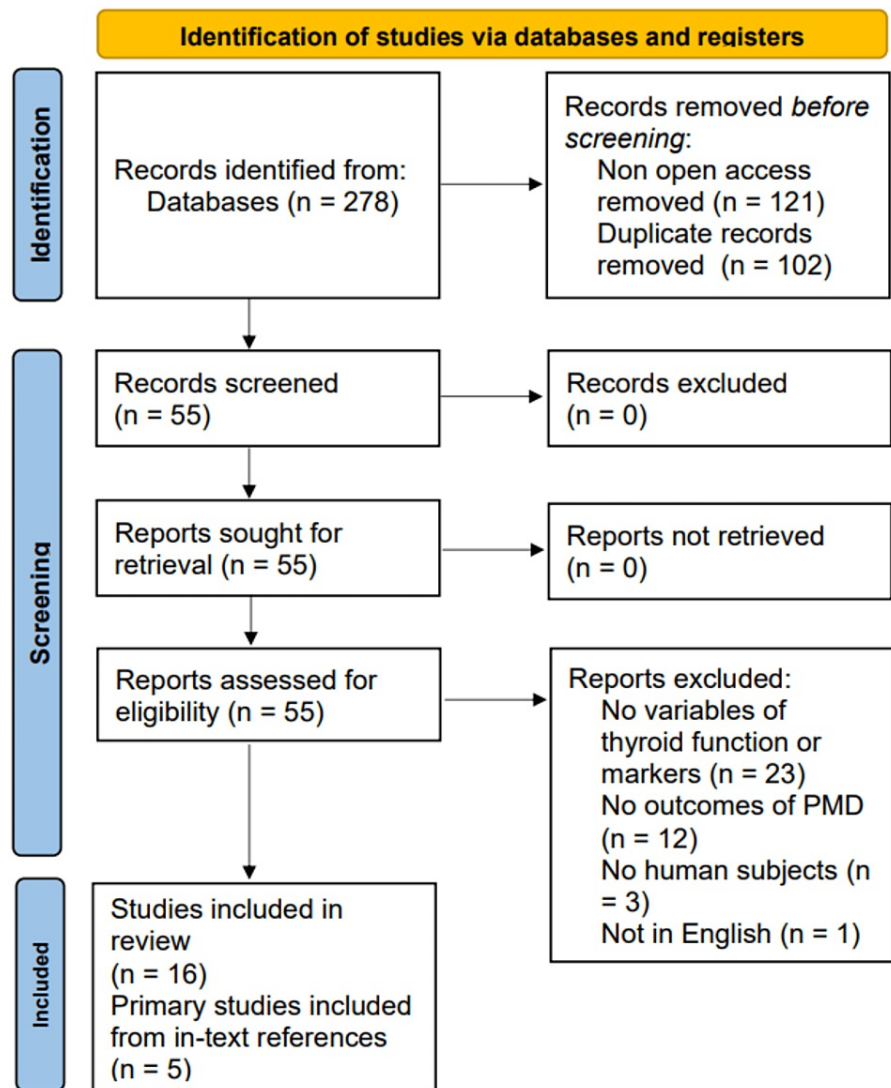 Identification of studies via databases and registers
Identification
Records identified from:
Databases (n = 278)
Records removed before
screening:
Non open access
removed (n = 121)
Duplicate records
removed  (n = 102)
Screening
Records screened
(n = 55)
Records excluded
(n = 0)
Reports sought for
retrieval (n = 55)
Reports not retrieved
(n = 0)
Reports assessed for
eligibility (n = 55)
Reports excluded:
No variables of
thyroid function or
markers (n = 23)
No outcomes of PMD
(n = 12)
No human subjects (n
= 3)
Not in English (n = 1)
Included
Studies included in
review
(n = 16)
Primary studies included
from in-text references
(n = 5)